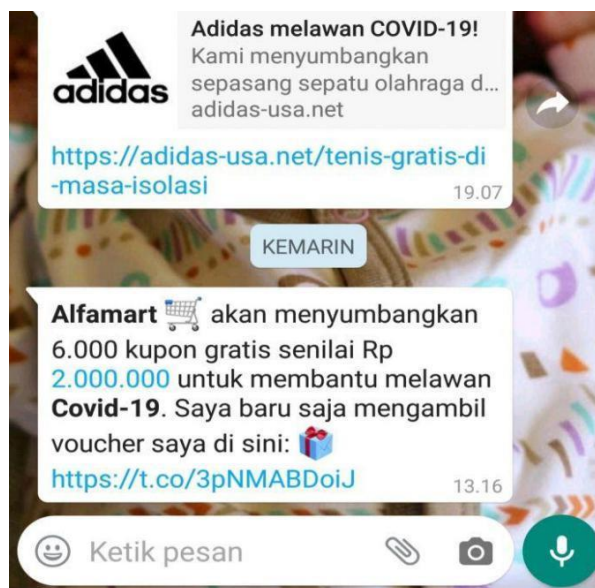 adidas
Adidas melawan COVID-19!
Kami menyumbangkan
sepasang sepatu olahraga d...
adidas-usa.net
https://adidas-usa.net/tenis-gratis-di
-masa-isolasi
19.07
KEMARIN
Alfamart 🛒 akan menyumbangkan
6.000 kupon gratis senilai Rp
2.000.000 untuk membantu melawan
Covid-19. Saya baru saja mengambil
voucher saya di sini: 🎁
https://t.co/3pNMABDoiJ
13.16
Ketik pesan